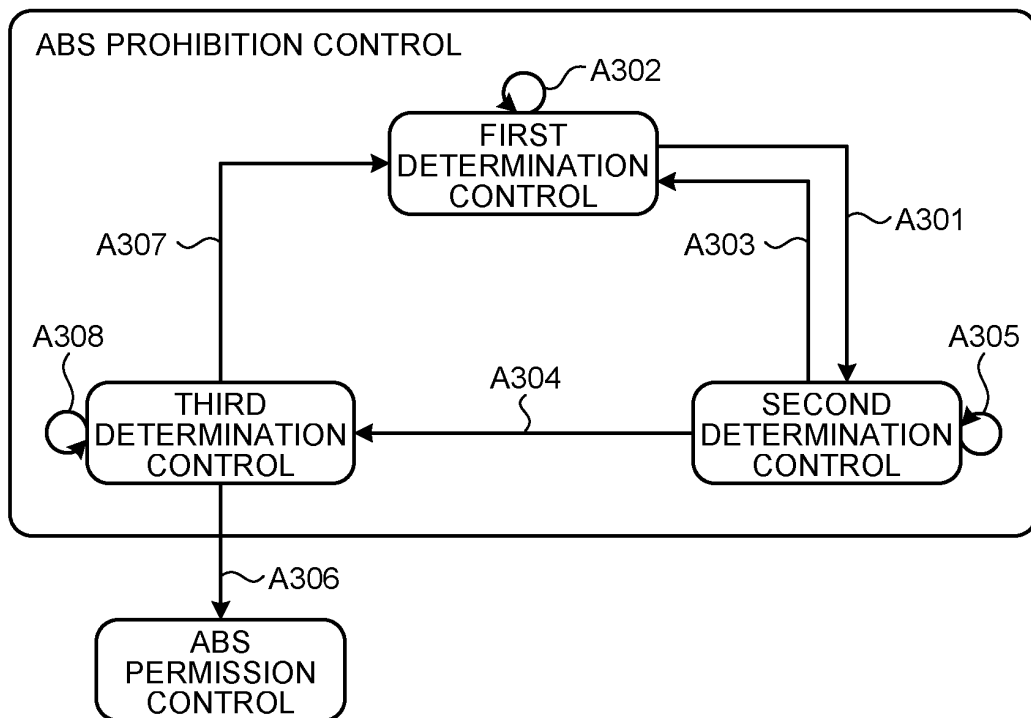 ABS PROHIBITION CONTROL
A302
FIRST
DETERMINATION
CONTROL
A307
A303
A301
A308
THIRD
DETERMINATION
CONTROL
A304
SECOND
DETERMINATION
CONTROL
A305
A306
ABS
PERMISSION
CONTROL